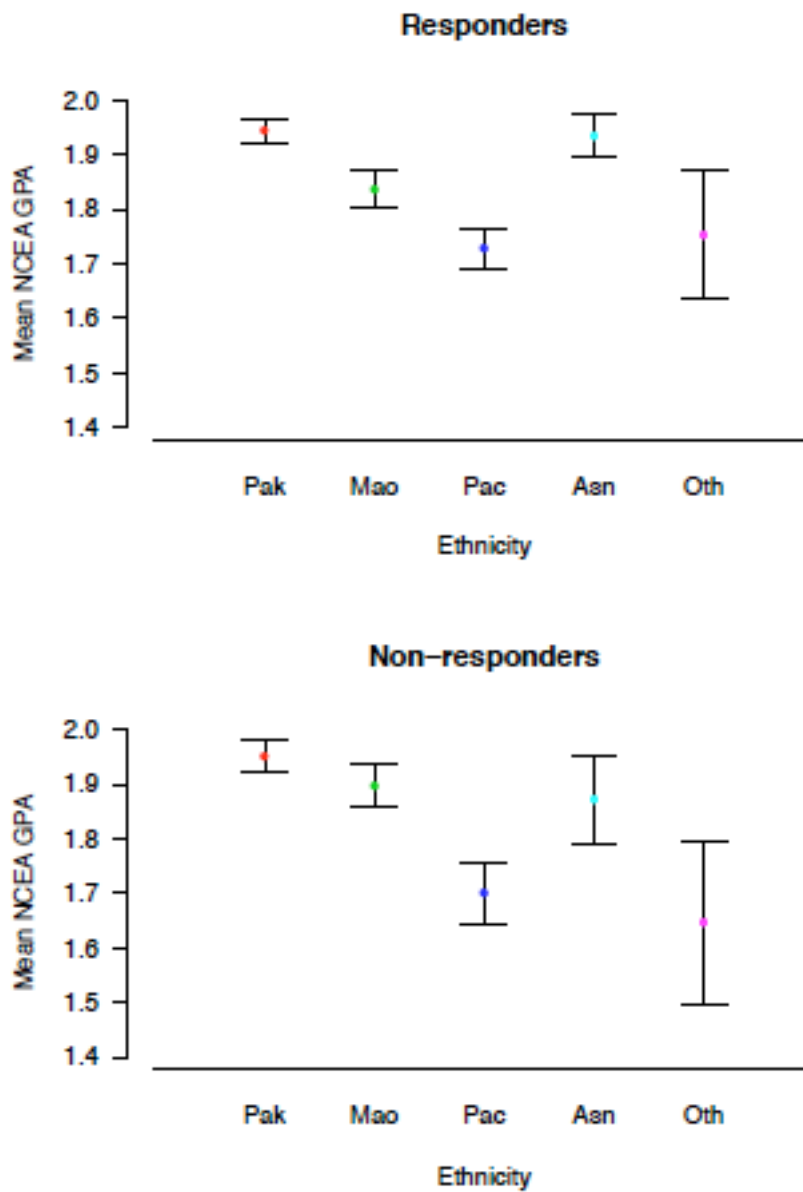 Responders
2.0
1.9
1.8
1.7
1.6
1.5
1.4
Mean NCEA GPA
Pak Mao Pac Asn Oth
Ethnicity
Non-responders
2.0
1.9
1.8
1.7
1.6
1.5
1.4
Mean NCEA GPA
Pak Mao Pac Asn Oth
Ethnicity